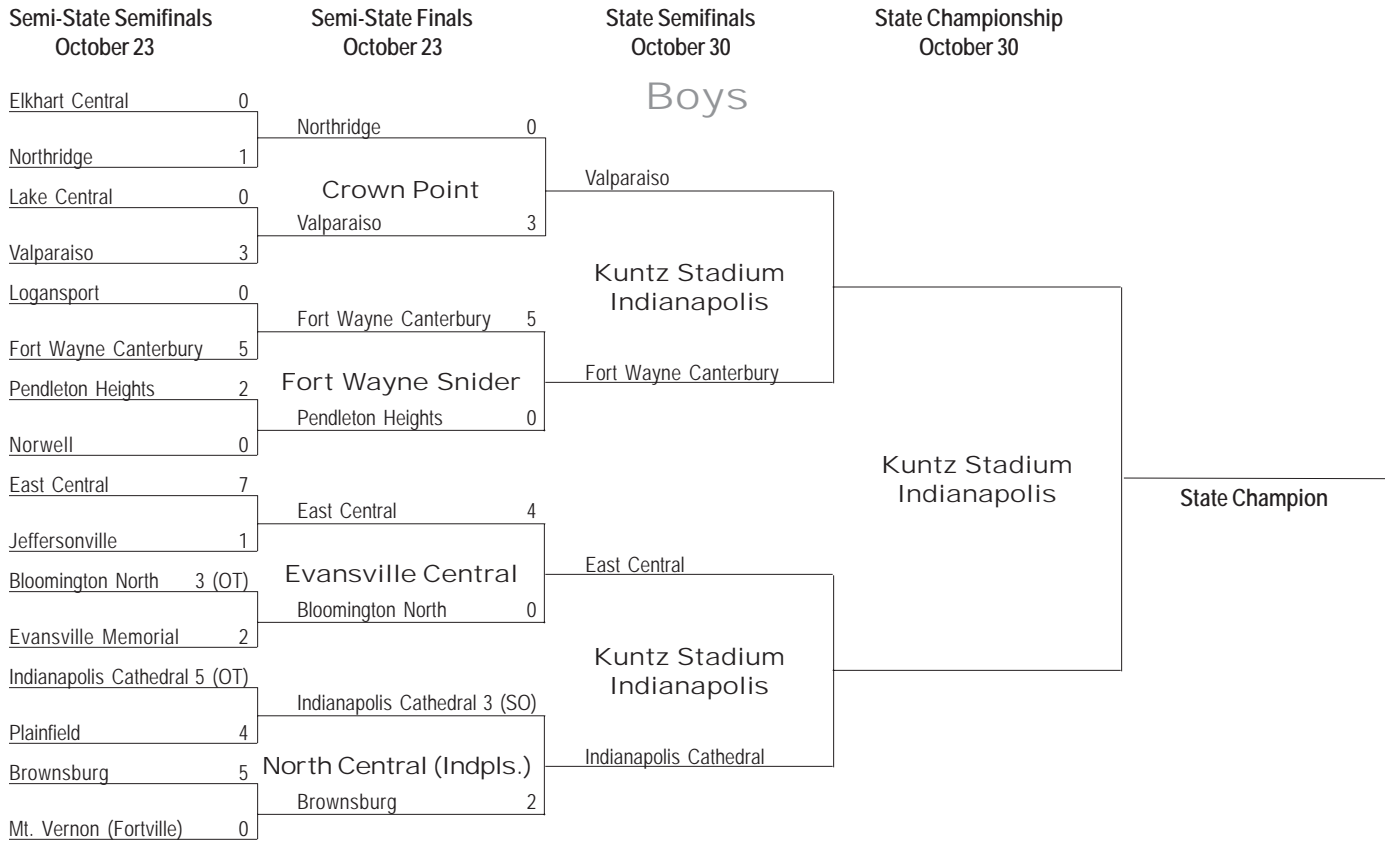 Semi-State Semifinals
October 23
Semi-State Finals
October 23
State Semifinals
October 30
State Championship
October 30
Boys
Elkhart Central 0
Northridge 1
Lake Central 0
Valparaiso 3
Logansport 0
Fort Wayne Canterbury 5
Pendleton Heights 2
Norwell 0
East Central 7
Jeffersonville 1
Bloomington North 3 (OT)
Evansville Memorial 2
Indianapolis Cathedral 5 (OT)
Plainfield 4
Brownsburg 5
Mt. Vernon (Fortville) 0
Northridge 0
Crown Point
Valparaiso 3
Fort Wayne Canterbury 5
Fort Wayne Snider
Pendleton Heights 0
East Central 4
Evansville Central
Bloomington North 0
Indianapolis Cathedral 3 (SO)
North Central (Indpls.)
Brownsburg 2
Valparaiso
Kuntz Stadium
Indianapolis
Fort Wayne Canterbury
East Central
Kuntz Stadium
Indianapolis
Indianapolis Cathedral
Kuntz Stadium
Indianapolis
State Champion